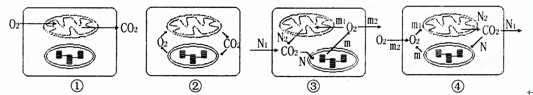 O₂ CO₂
O₂ CO₂
N₁ N₂ CO₂ N m₁ O₂ m₂ m
O₂ m₂ m₁ O₂ m N₂ CO₂ N N₁
① ② ③ ④